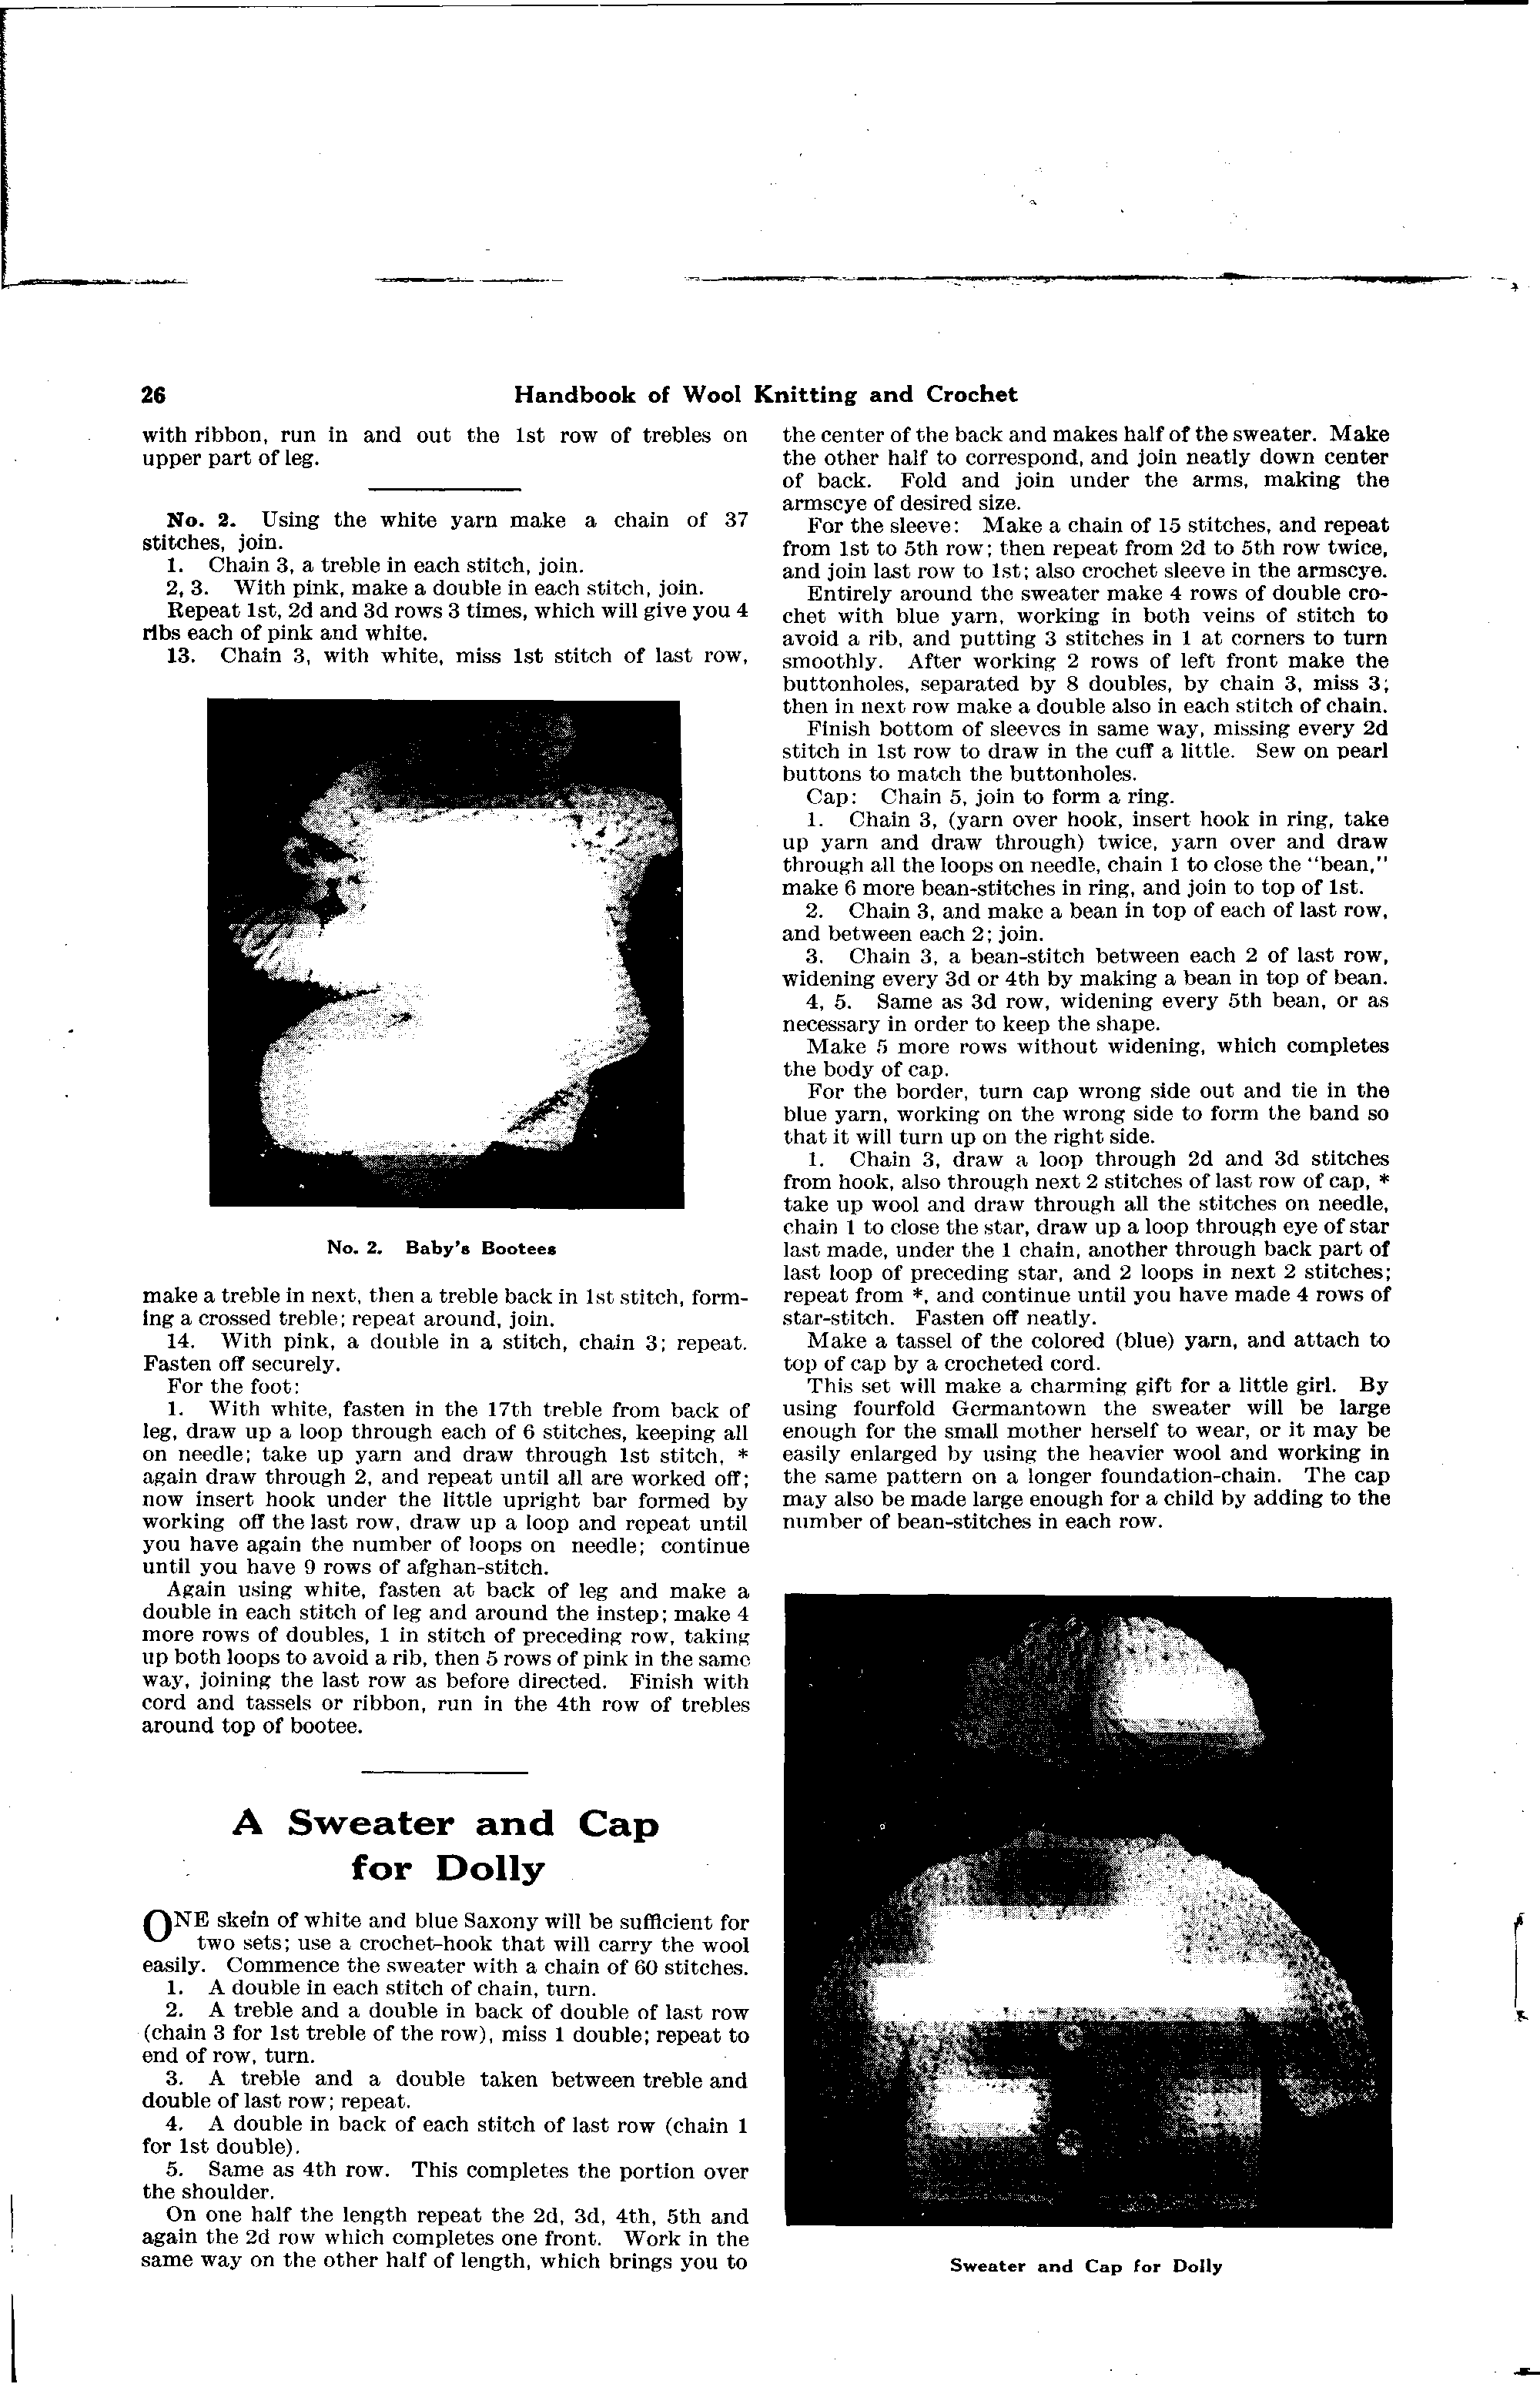 26
Handbook of Wool Knitting and Crochet
with ribbon, run in and out the 1st row of trebles on
upper part of leg.
No. 2. Using the white yarn make a chain of 37
stitches, join.
1. Chain 3, a treble in each stitch, join.
2, 3. With pink, make a double in each stitch, join.
Repeat 1st, 2d and 3d rows 3 times, which will give you 4
ribs each of pink and white.
13. Chain 3, with white, miss 1st stitch of last row,
No. 2. Baby's Bootees
make a treble in next, then a treble back in 1st stitch, form-
ing a crossed treble; repeat around, join.
14. With pink, a double in a stitch, chain 3; repeat.
Fasten off securely.
For the foot:
1. With white, fasten in the 17th treble from back of
leg, draw up a loop through each of 6 stitches, keeping all
on needle; take up yarn and draw through 1st stitch, *
again draw through 2, and repeat until all are worked off;
now insert hook under the little upright bar formed by
working off the last row, draw up a loop and repeat until
you have again the number of loops on needle; continue
until you have 9 rows of afghan-stitch.
Again using white, fasten at back of leg and make a
double in each stitch of leg and around the instep; make 4
more rows of doubles, 1 in stitch of preceding row, taking
up both loops to avoid a rib, then 5 rows of pink in the same
way, joining the last row as before directed. Finish with
cord and tassels or ribbon, run in the 4th row of trebles
around top of bootee.
A Sweater and Cap
for Dolly
ONE skein of white and blue Saxony will be sufficient for
two sets; use a crochet-hook that will carry the wool
easily. Commence the sweater with a chain of 60 stitches.
1. A double in each stitch of chain, turn.
2. A treble and a double in back of double of last row
(chain 3 for 1st treble of the row), miss 1 double; repeat to
end of row, turn.
3. A treble and a double taken between treble and
double of last row; repeat.
4. A double in back of each stitch of last row (chain 1
for 1st double).
5. Same as 4th row. This completes the portion over
the shoulder.
On one half the length repeat the 2d, 3d, 4th, 5th and
again the 2d row which completes one front. Work in the
same way on the other half of length, which brings you to
the center of the back and makes half of the sweater. Make
the other half to correspond, and join neatly down center
of back. Fold and join under the arms, making the
armscye of desired size.
For the sleeve: Make a chain of 15 stitches, and repeat
from 1st to 5th row; then repeat from 2d to 5th row twice,
and join last row to 1st; also crochet sleeve in the armscye.
Entirely around the sweater make 4 rows of double cro-
chet with blue yarn, working in both veins of stitch to
avoid a rib, and putting 3 stitches in 1 at corners to turn
smoothly. After working 2 rows of left front make the
buttonholes, separated by 8 doubles, by chain 3, miss 3;
then in next row make a double also in each stitch of chain.
Finish bottom of sleeves in same way, missing every 2d
stitch in 1st row to draw in the cuff a little. Sew on pearl
buttons to match the buttonholes.
Cap: Chain 5, join to form a ring.
1. Chain 3, (yarn over hook, insert hook in ring, take
up yarn and draw through) twice, yarn over and draw
through all the loops on needle, chain 1 to close the "bean,"
make 6 more bean-stitches in ring, and join to top of 1st.
2. Chain 3, and make a bean in top of each of last row,
and between each 2; join.
3. Chain 3, a bean-stitch between each 2 of last row,
widening every 3d or 4th by making a bean in top of bean.
4, 5. Same as 3d row, widening every 5th bean, or as
necessary in order to keep the shape.
Make 5 more rows without widening, which completes
the body of cap.
For the border, turn cap wrong side out and tie in the
blue yarn, working on the wrong side to form the band so
that it will turn up on the right side.
1. Chain 3, draw a loop through 2d and 3d stitches
from hook, also through next 2 stitches of last row of cap, *
take up wool and draw through all the stitches on needle,
chain 1 to close the star, draw up a loop through eye of star
last made, under the 1 chain, another through back part of
last loop of preceding star, and 2 loops in next 2 stitches;
repeat from *, and continue until you have made 4 rows of
star-stitch. Fasten off neatly.
Make a tassel of the colored (blue) yarn, and attach to
top of cap by a crocheted cord.
This set will make a charming gift for a little girl. By
using fourfold Germantown the sweater will be large
enough for the small mother herself to wear, or it may be
easily enlarged by using the heavier wool and working in
the same pattern on a longer foundation-chain. The cap
may also be made large enough for a child by adding to the
number of bean-stitches in each row.
Sweater and Cap for Dolly